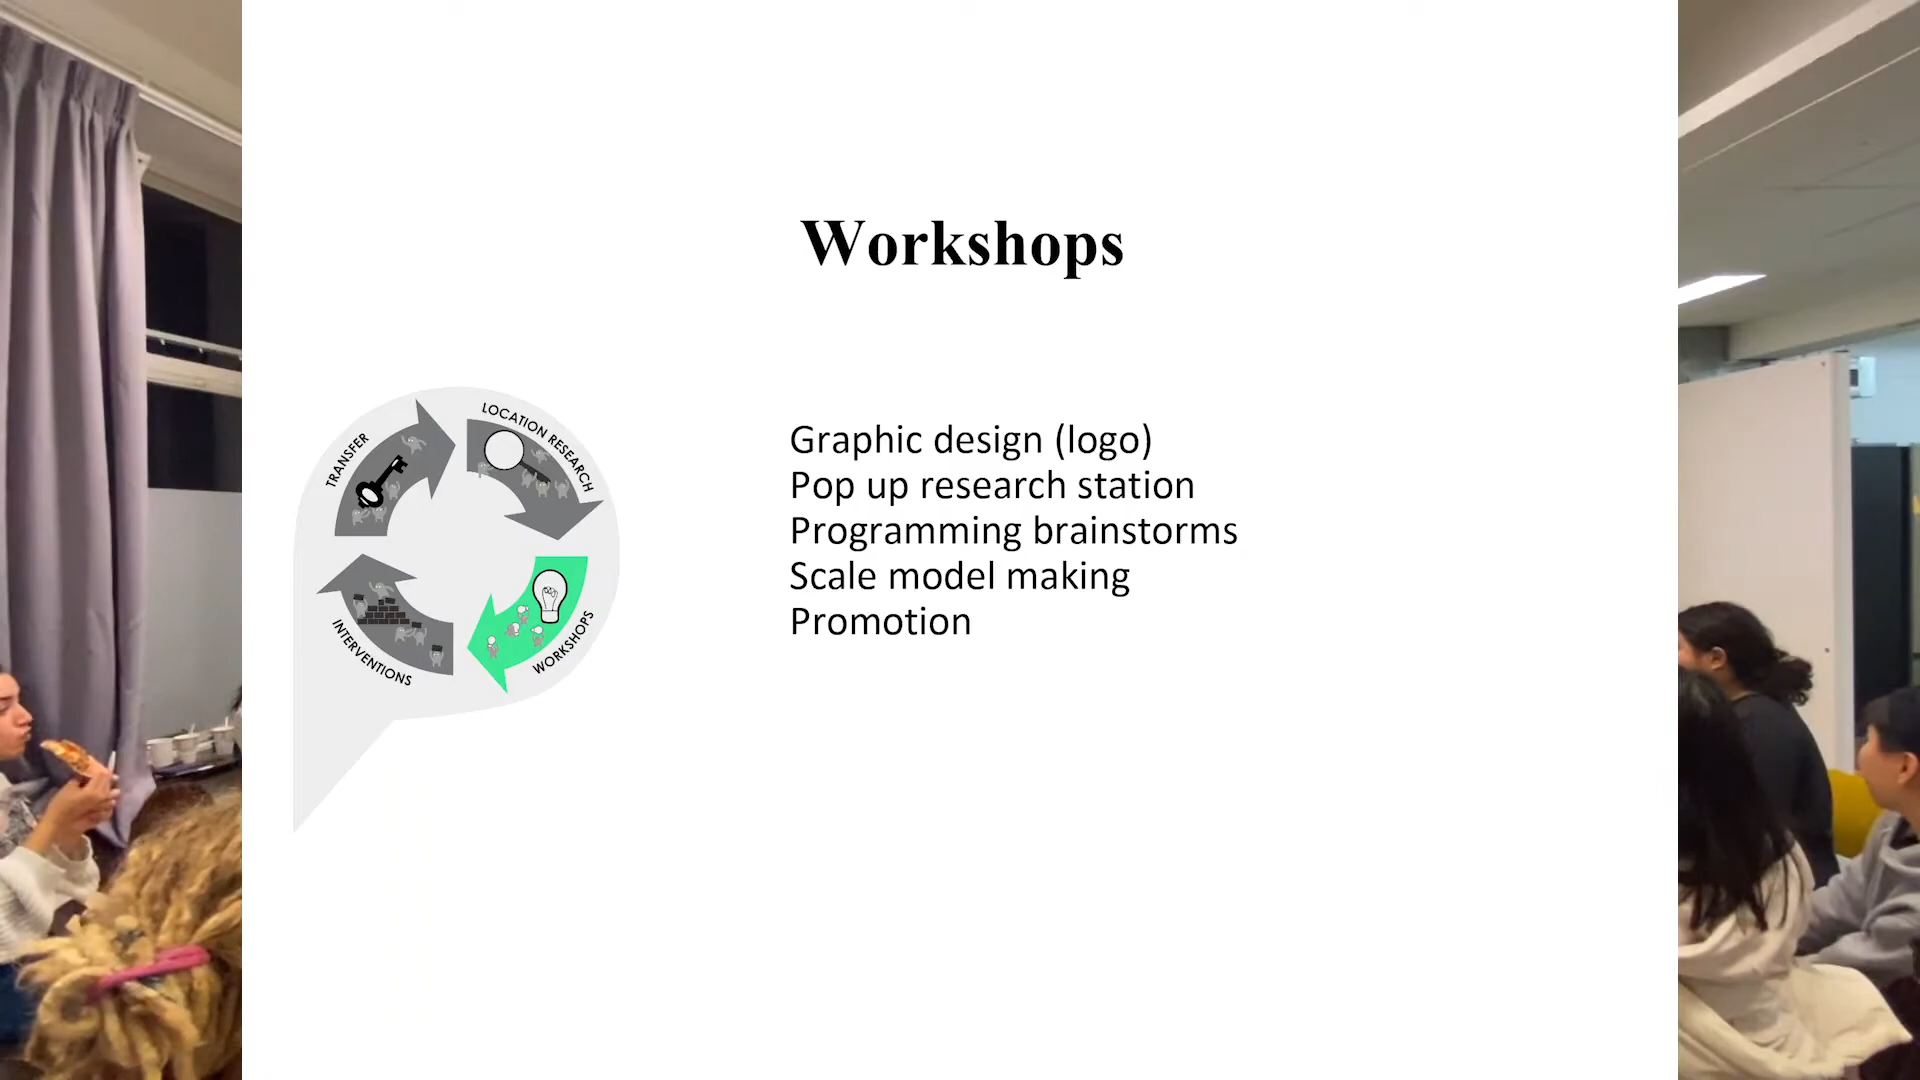 Workshops
TRANSFER
LOCATION RESEARCH
WORKSHOPS
INTERVENTIONS
Graphic design (logo)
Pop up research station
Programming brainstorms
Scale model making
Promotion